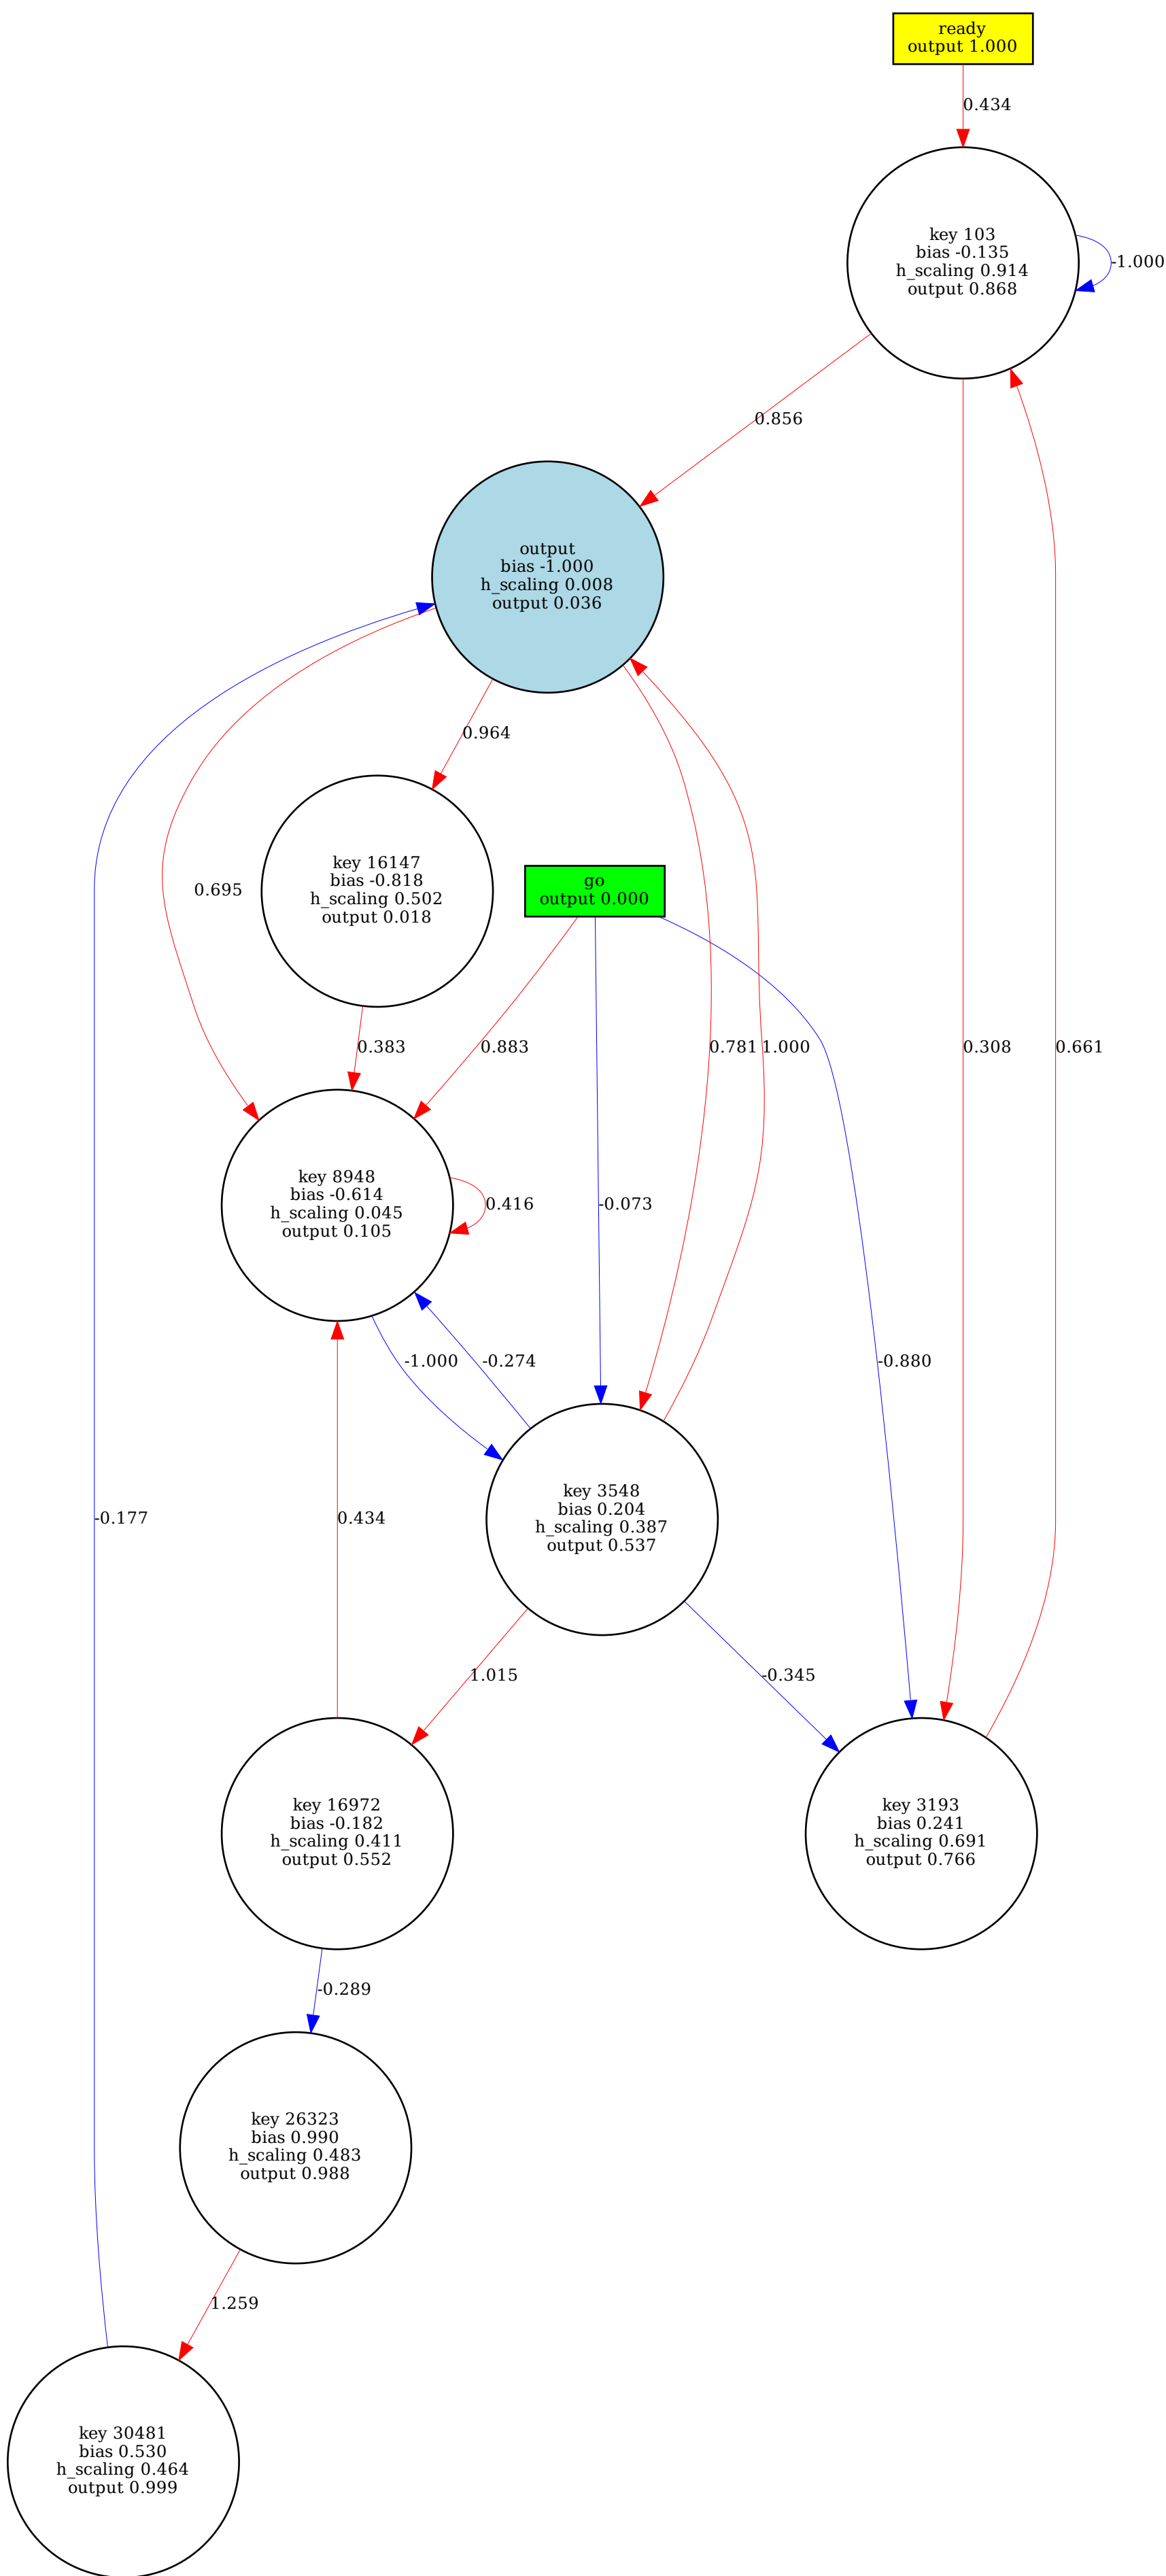 ready
output 1.000
0.434
key 103
bias -0.135
h_scaling 0.914
output 0.868
-1.000
0.856
output
bias -1.000
h_scaling 0.008
output 0.036
0.964
key 16147
bias -0.818
h_scaling 0.502
output 0.018
go
output 0.000
0.695
0.383
0.883
0.781
1.000
0.308
0.661
key 8948
bias -0.614
h_scaling 0.045
output 0.105
0.416
-0.073
-1.000
-0.274
-0.880
key 3548
bias 0.204
h_scaling 0.387
output 0.537
-0.177
0.434
1.015
-0.345
key 16972
bias -0.182
h_scaling 0.411
output 0.552
key 3193
bias 0.241
h_scaling 0.691
output 0.766
-0.289
key 26323
bias 0.990
h_scaling 0.483
output 0.988
1.259
key 30481
bias 0.530
h_scaling 0.464
output 0.999